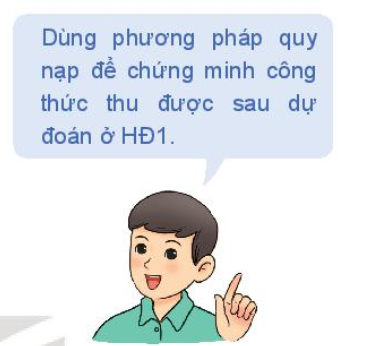 Dùng phương pháp quy
nạp để chứng minh công
thức thu được sau dự
đoán ở HĐ1.